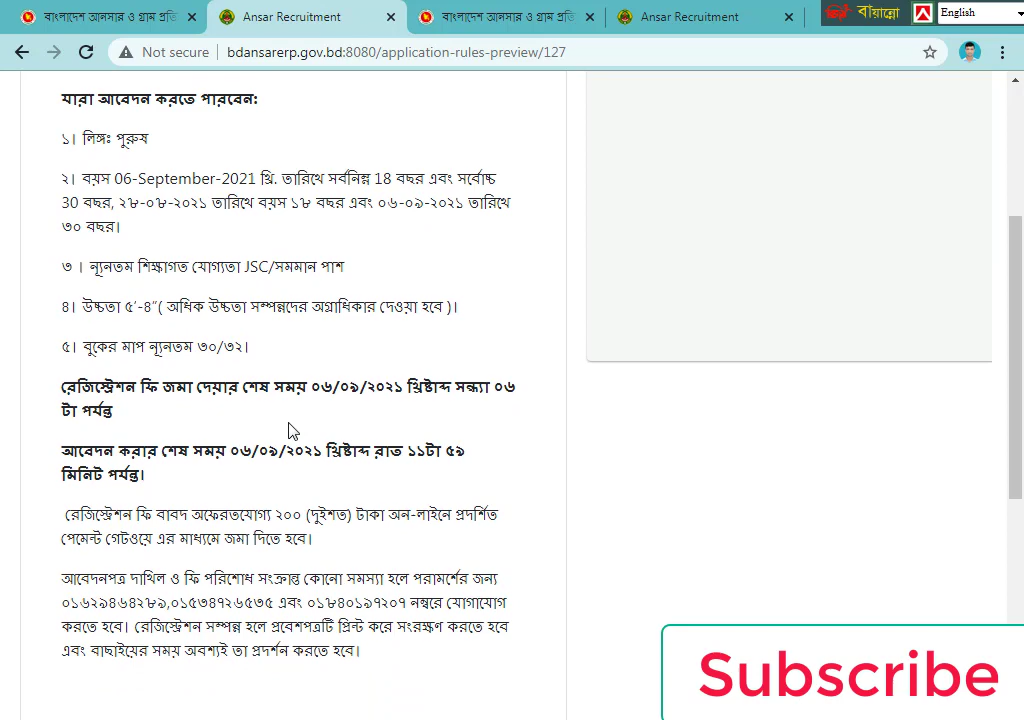 বাংলাদেশ আনসার ও গ্রাম প্রতি
Ansar Recruitment
বাংলাদেশ আনসার ও গ্রাম প্রতি
Ansar Recruitment
বায়ান্নো
English
Not secure
bdansarerp.gov.bd:8080/application-rules-preview/127
যারা আবেদন করতে পারবেন:
১। লিঙ্গঃ পুরুষ
২। বয়স 06-September-2021 খ্রি. তারিখে সর্বনিম্ন 18 বছর এবং সর্বোচ্চ
30 বছর, ২৮-০৮-২০২১ তারিখে বয়স ১৮ বছর এবং ০৬-০৯-২০২১ তারিখে
৩০ বছর।
৩ । ন্যূনতম শিক্ষাগত যোগ্যতা JSC/সমমান পাশ
৪। উচ্চতা ৫'-৪"( অধিক উচ্চতা সম্পন্নদের অগ্রাধিকার দেওয়া হবে )।
৫। বুকের মাপ ন্যূনতম ৩০/৩২।
রেজিস্ট্রেশন ফি জমা দেয়ার শেষ সময় ০৬/০৯/২০২১ খ্রিষ্টাব্দ সন্ধ্যা ০৬
টা পর্যন্ত
আবেদন করার শেষ সময় ০৬/০৯/২০২১ খ্রিষ্টাব্দ রাত ১১টা ৫৯
মিনিট পর্যন্ত।
রেজিস্ট্রেশন ফি বাবদ অফেরতযোগ্য ২০০ (দুইশত) টাকা অন-লাইনে প্রদর্শিত
পেমেন্ট গেটওয়ে এর মাধ্যমে জমা দিতে হবে।
আবেদনপত্র দাখিল ও ফি পরিশোধ সংক্রান্ত কোনো সমস্যা হলে পরামর্শের জন্য
০১৬২৯৪৬৪২৮৯,০১৫৩৪৭২৬৫৩৫ এবং ০১৮৪০১৯৭২০৭ নম্বরে যোগাযোগ
করতে হবে। রেজিস্ট্রেশন সম্পন্ন হলে প্রবেশপত্রটি প্রিন্ট করে সংরক্ষণ করতে হবে
এবং বাছাইয়ের সময় অবশ্যই তা প্রদর্শন করতে হবে।
Subscribe